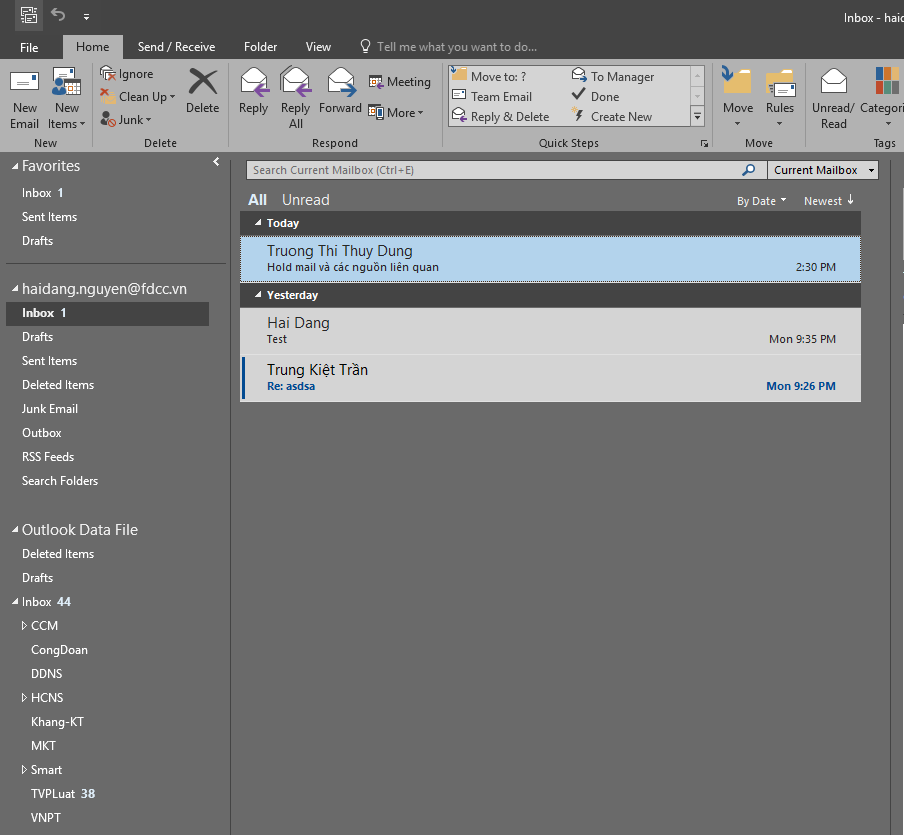 Inbox - haid
File Home Send / Receive Folder View Tell me what you want to do...
New Email
New Items
Ignore
Clean Up
Junk
Delete
Reply
Reply All
Forward
Meeting
More
Move to: ?
Team Email
Reply & Delete
To Manager
Done
Create New
Move
Rules
Unread/ Read
Categori
New Delete Respond Quick Steps Move Tags
Favorites
Inbox 1
Sent Items
Drafts
haidang.nguyen@fdcc.vn
Inbox 1
Drafts
Sent Items
Deleted Items
Junk Email
Outbox
RSS Feeds
Search Folders
Outlook Data File
Deleted Items
Drafts
Inbox 44
CCM
CongDoan
DDNS
HCNS
Khang-KT
MKT
Smart
TVPLuat 38
VNPT
Search Current Mailbox (Ctrl+E) Current Mailbox
All Unread By Date Newest
Today
Truong Thi Thuy Dung
Hold mail và các nguồn liên quan 2:30 PM
Yesterday
Hai Dang
Test Mon 9:35 PM
Trung Kiệt Trần
Re: asdsa Mon 9:26 PM